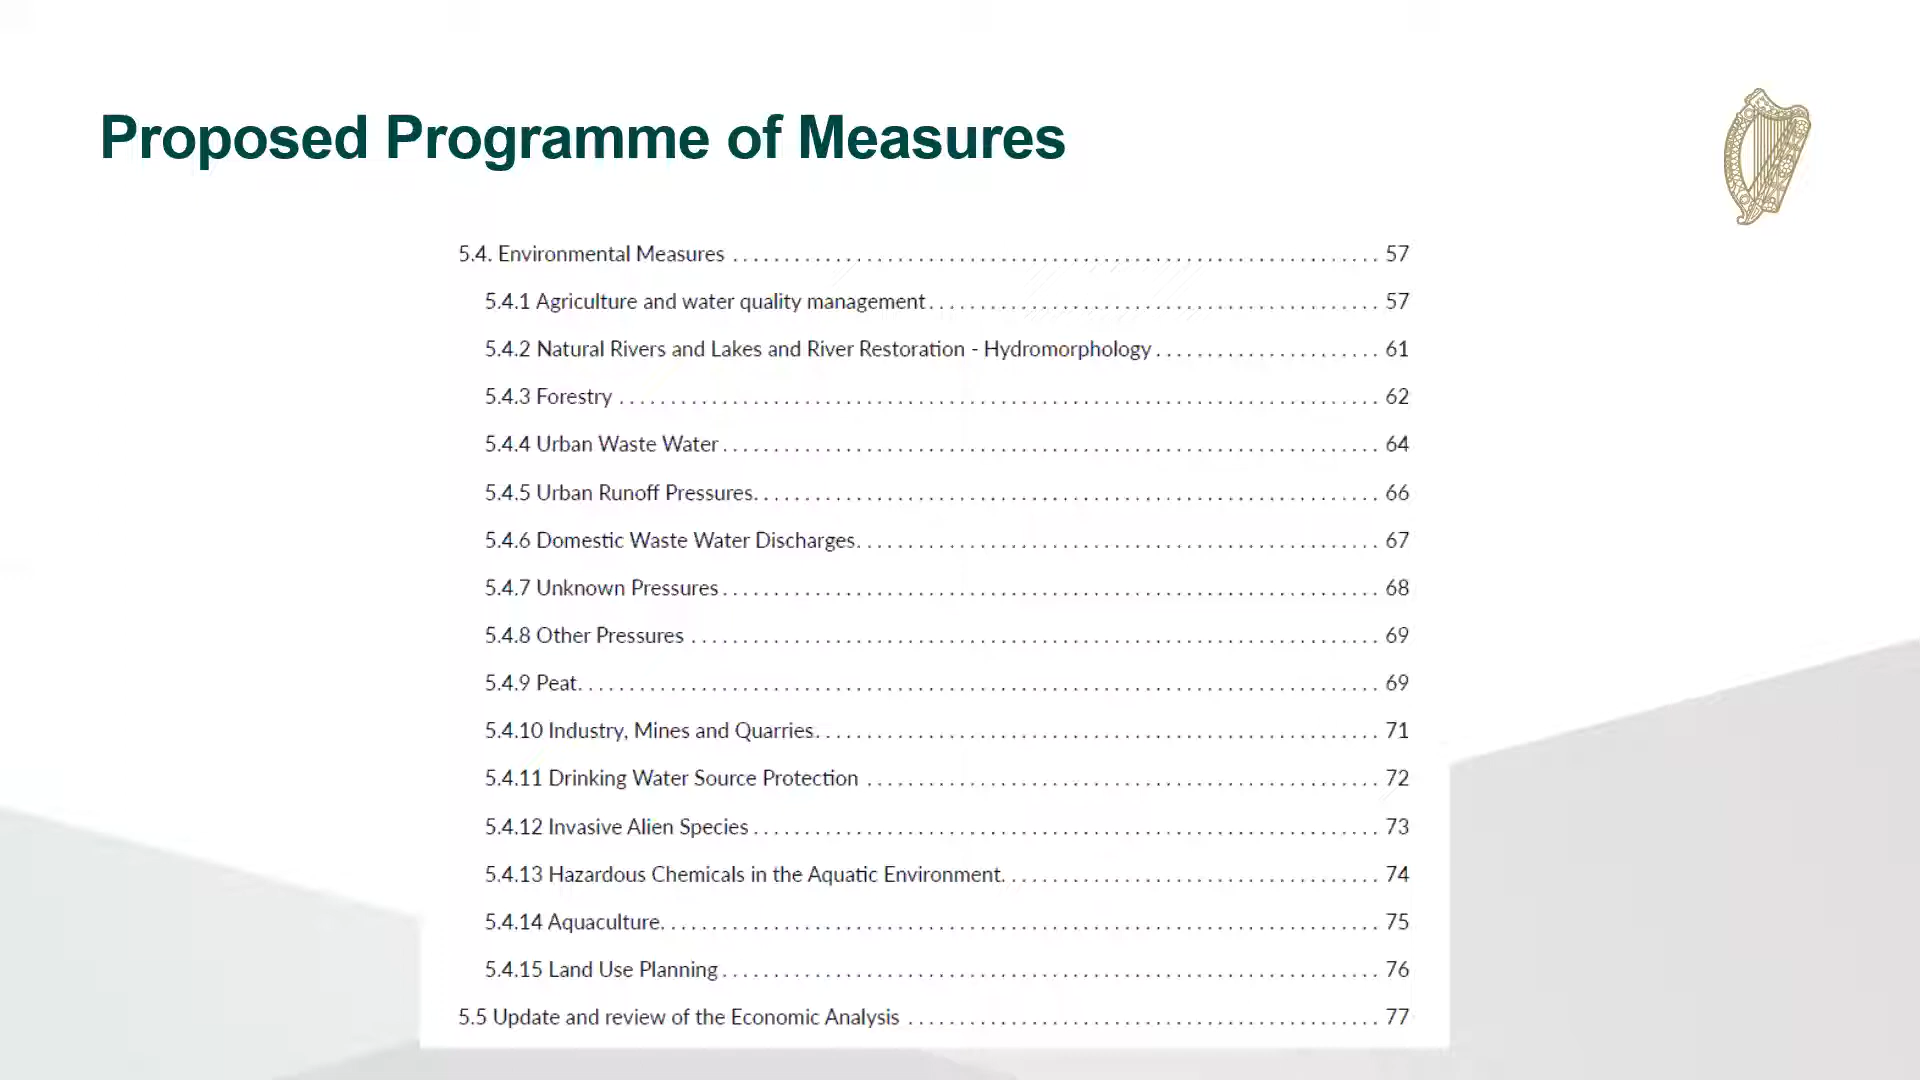 Proposed Programme of Measures
5.4. Environmental Measures ........................................ 57
5.4.1 Agriculture and water quality management ........................................ 57
5.4.2 Natural Rivers and Lakes and River Restoration - Hydromorphology ........................................ 61
5.4.3 Forestry ........................................ 62
5.4.4 Urban Waste Water ........................................ 64
5.4.5 Urban Runoff Pressures ........................................ 66
5.4.6 Domestic Waste Water Discharges ........................................ 67
5.4.7 Unknown Pressures ........................................ 68
5.4.8 Other Pressures ........................................ 69
5.4.9 Peat ........................................ 69
5.4.10 Industry, Mines and Quarries ........................................ 71
5.4.11 Drinking Water Source Protection ........................................ 72
5.4.12 Invasive Alien Species ........................................ 73
5.4.13 Hazardous Chemicals in the Aquatic Environment ........................................ 74
5.4.14 Aquaculture ........................................ 75
5.4.15 Land Use Planning ........................................ 76
5.5 Update and review of the Economic Analysis ........................................ 77